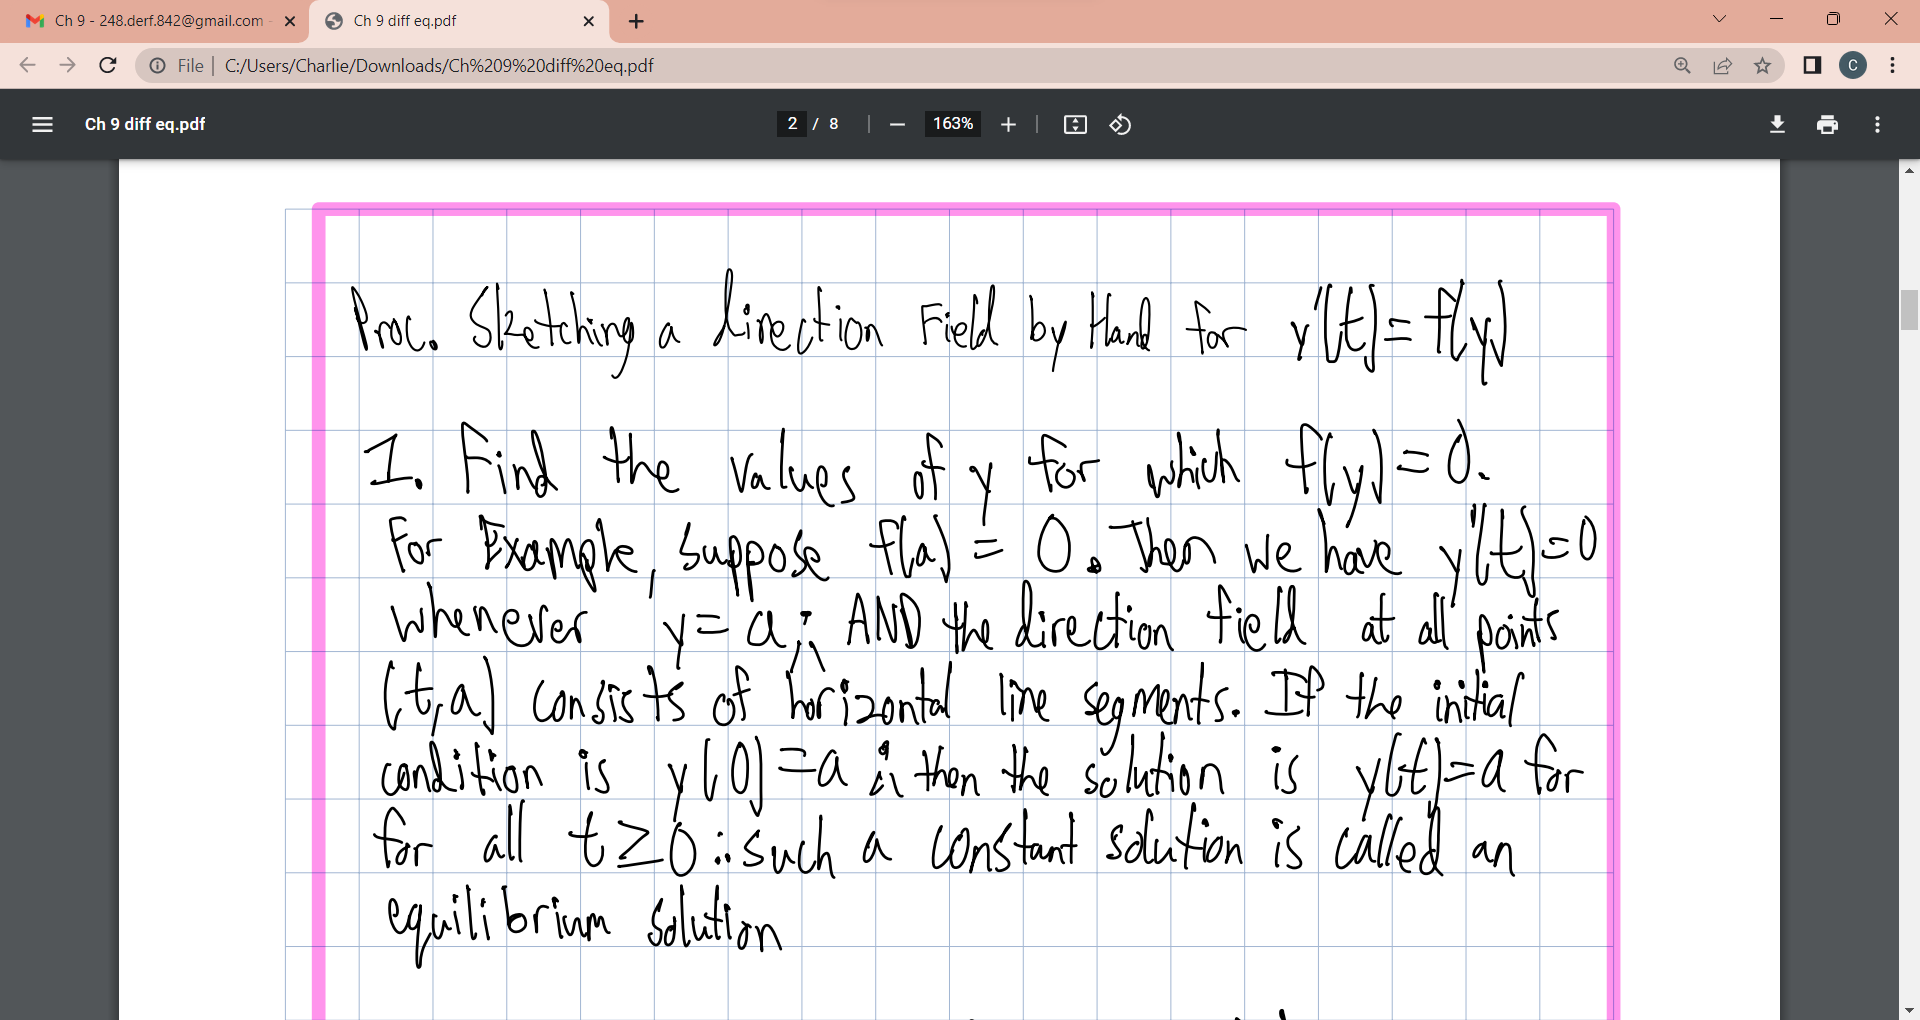 Ch 9 - 248.derf.842@gmail.com -
Ch 9 diff eq.pdf
File | C:/Users/Charlie/Downloads/Ch%209%20diff%20eq.pdf
C
Ch 9 diff eq.pdf
2 / 8
163%
Proc. Sketching a direction Field by Hand for y'(t) = f(y)
1. Find the values of y for which f(y) = 0.
For Example, suppose f(a) = 0. Then we have y'(t) = 0
whenever y = a ; AND the direction field at all points
(t, a) consists of horizontal line segments. If the initial
condition is y(0) = a ; then the solution is y(t) = a for
for all t ≥ 0 ∴ such a constant solution is called an
equilibrium solution